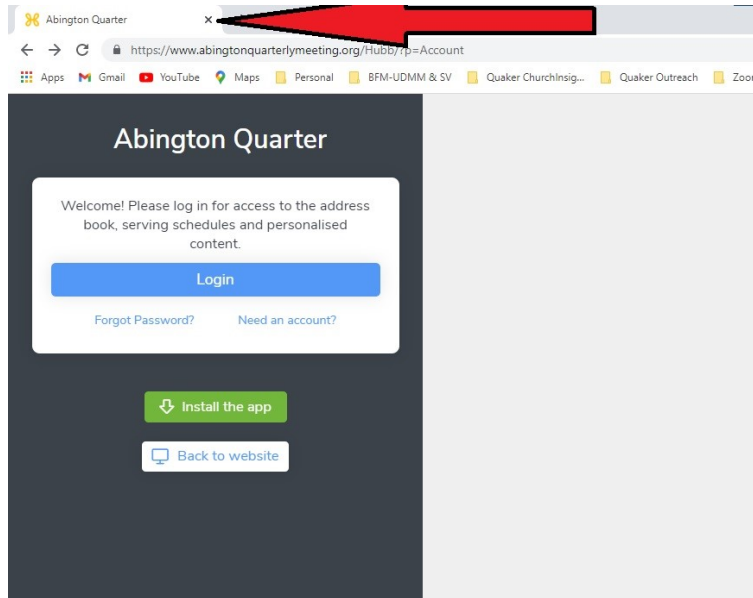 Abington Quarter
https://www.abingtonquarterlymeeting.org/Hubb/?p=Account
Apps Gmail YouTube Maps Personal BFM-UDMM & SV Quaker ChurchInsig... Quaker Outreach
Abington Quarter
Welcome! Please log in for access to the address
book, serving schedules and personalised
content.
Login
Forgot Password? Need an account?
Install the app
Back to website